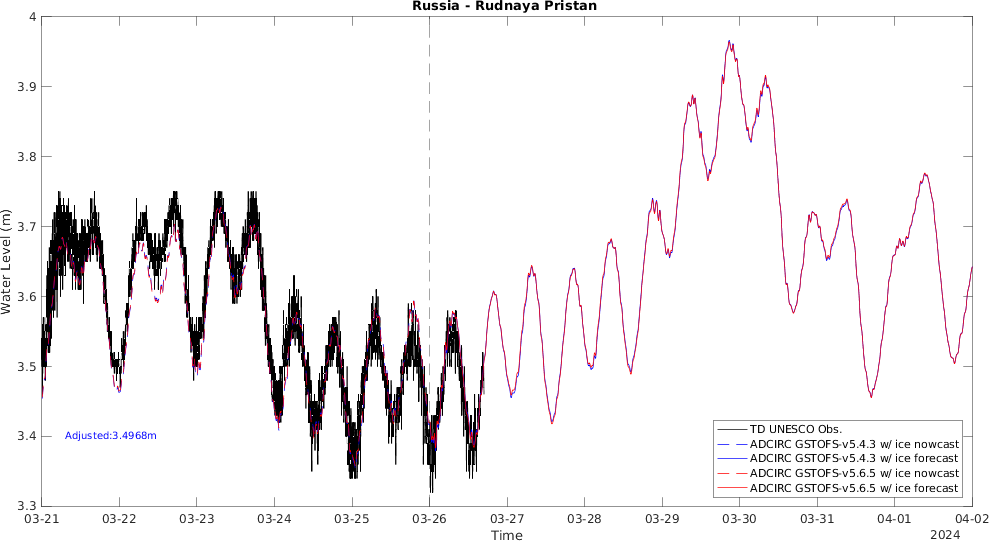 Russia - Rudnaya Pristan
4
3.9
3.8
3.7
3.6
3.5
3.4
3.3
Water Level (m)
Adjusted:3.4968m
TD UNESCO Obs.
ADCIRC GSTOFS-v5.4.3 w/ ice nowcast
ADCIRC GSTOFS-v5.4.3 w/ ice forecast
ADCIRC GSTOFS-v5.6.5 w/ ice nowcast
ADCIRC GSTOFS-v5.6.5 w/ ice forecast
03-21 03-22 03-23 03-24 03-25 03-26 03-27 03-28 03-29 03-30 03-31 04-01 04-02
Time
2024